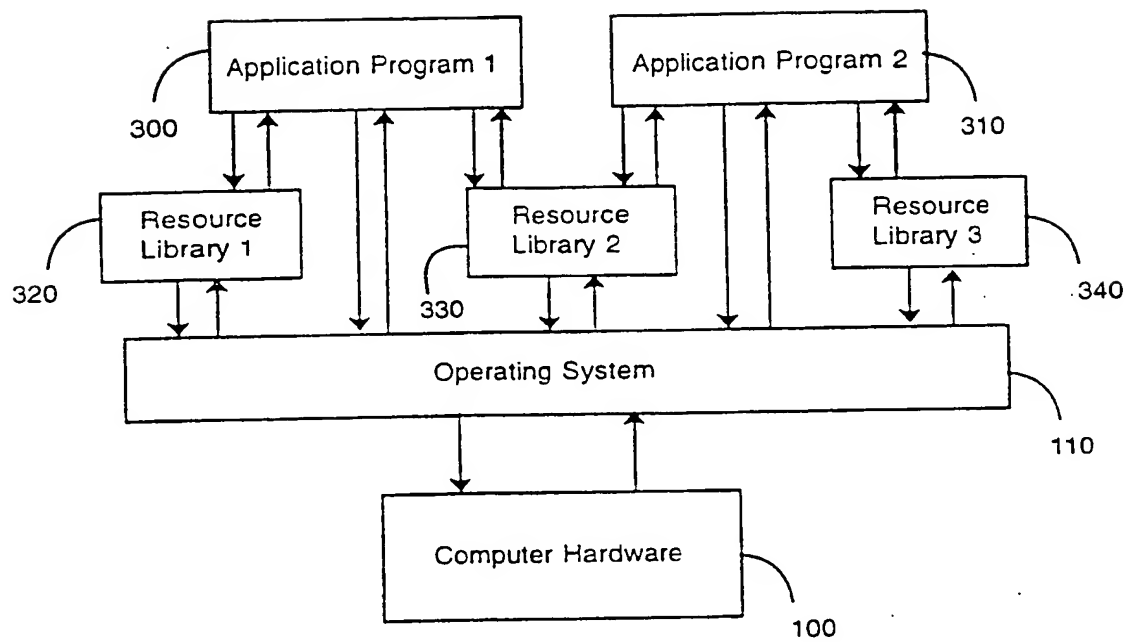 Application Program 1
Application Program 2
300
310
Resource
Library 1
Resource
Library 2
Resource
Library 3
320
330
340
Operating System
110
Computer Hardware
100